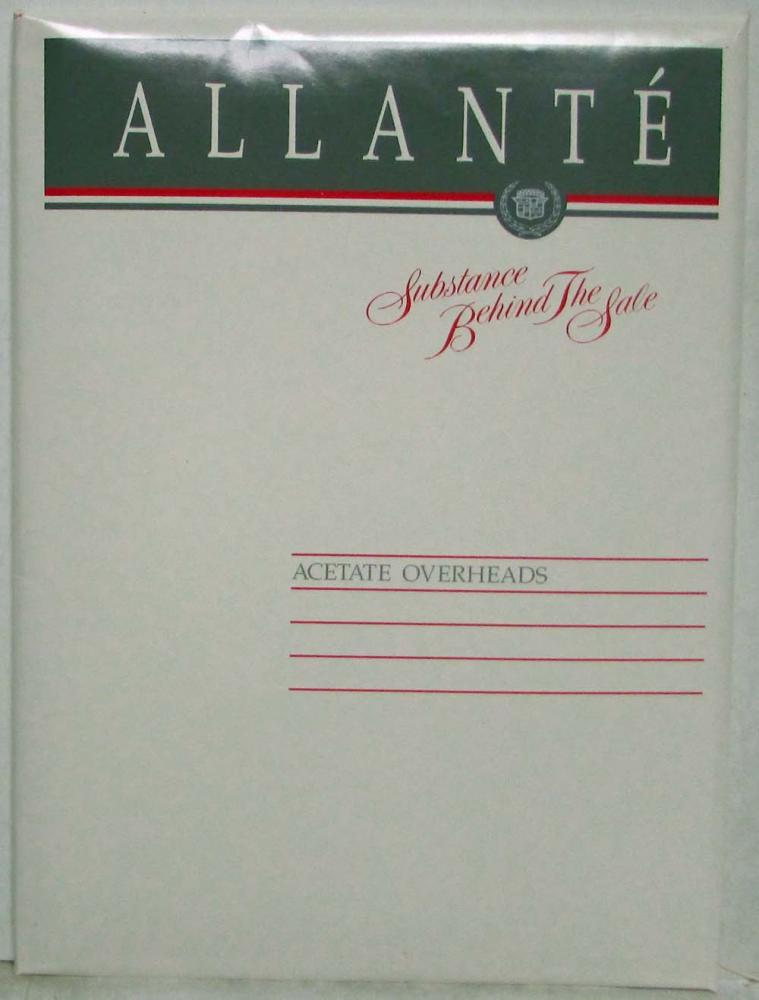 ALLANTÉ
Substance
Behind The Sale
ACETATE OVERHEADS